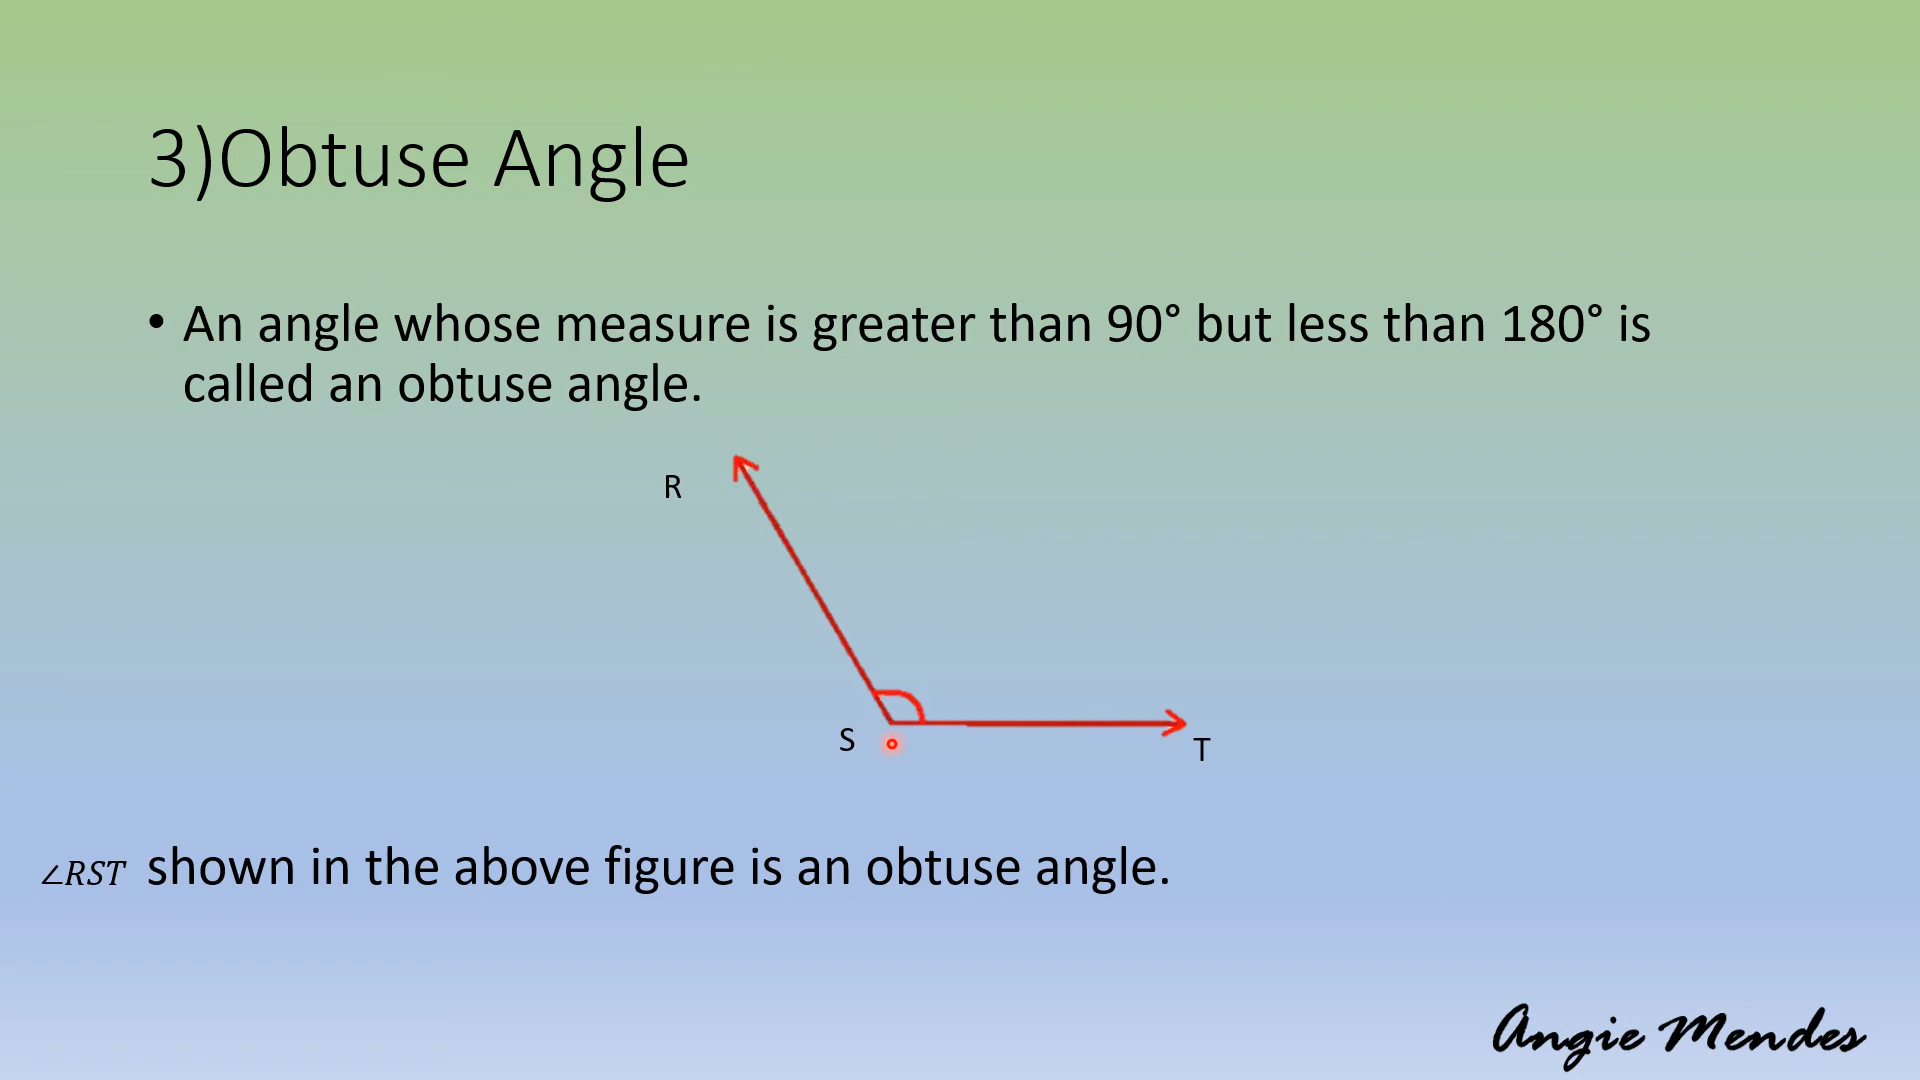 3)Obtuse Angle
• An angle whose measure is greater than 90° but less than 180° is
called an obtuse angle.
R
S
T
∠RST shown in the above figure is an obtuse angle.
Angie Mendes